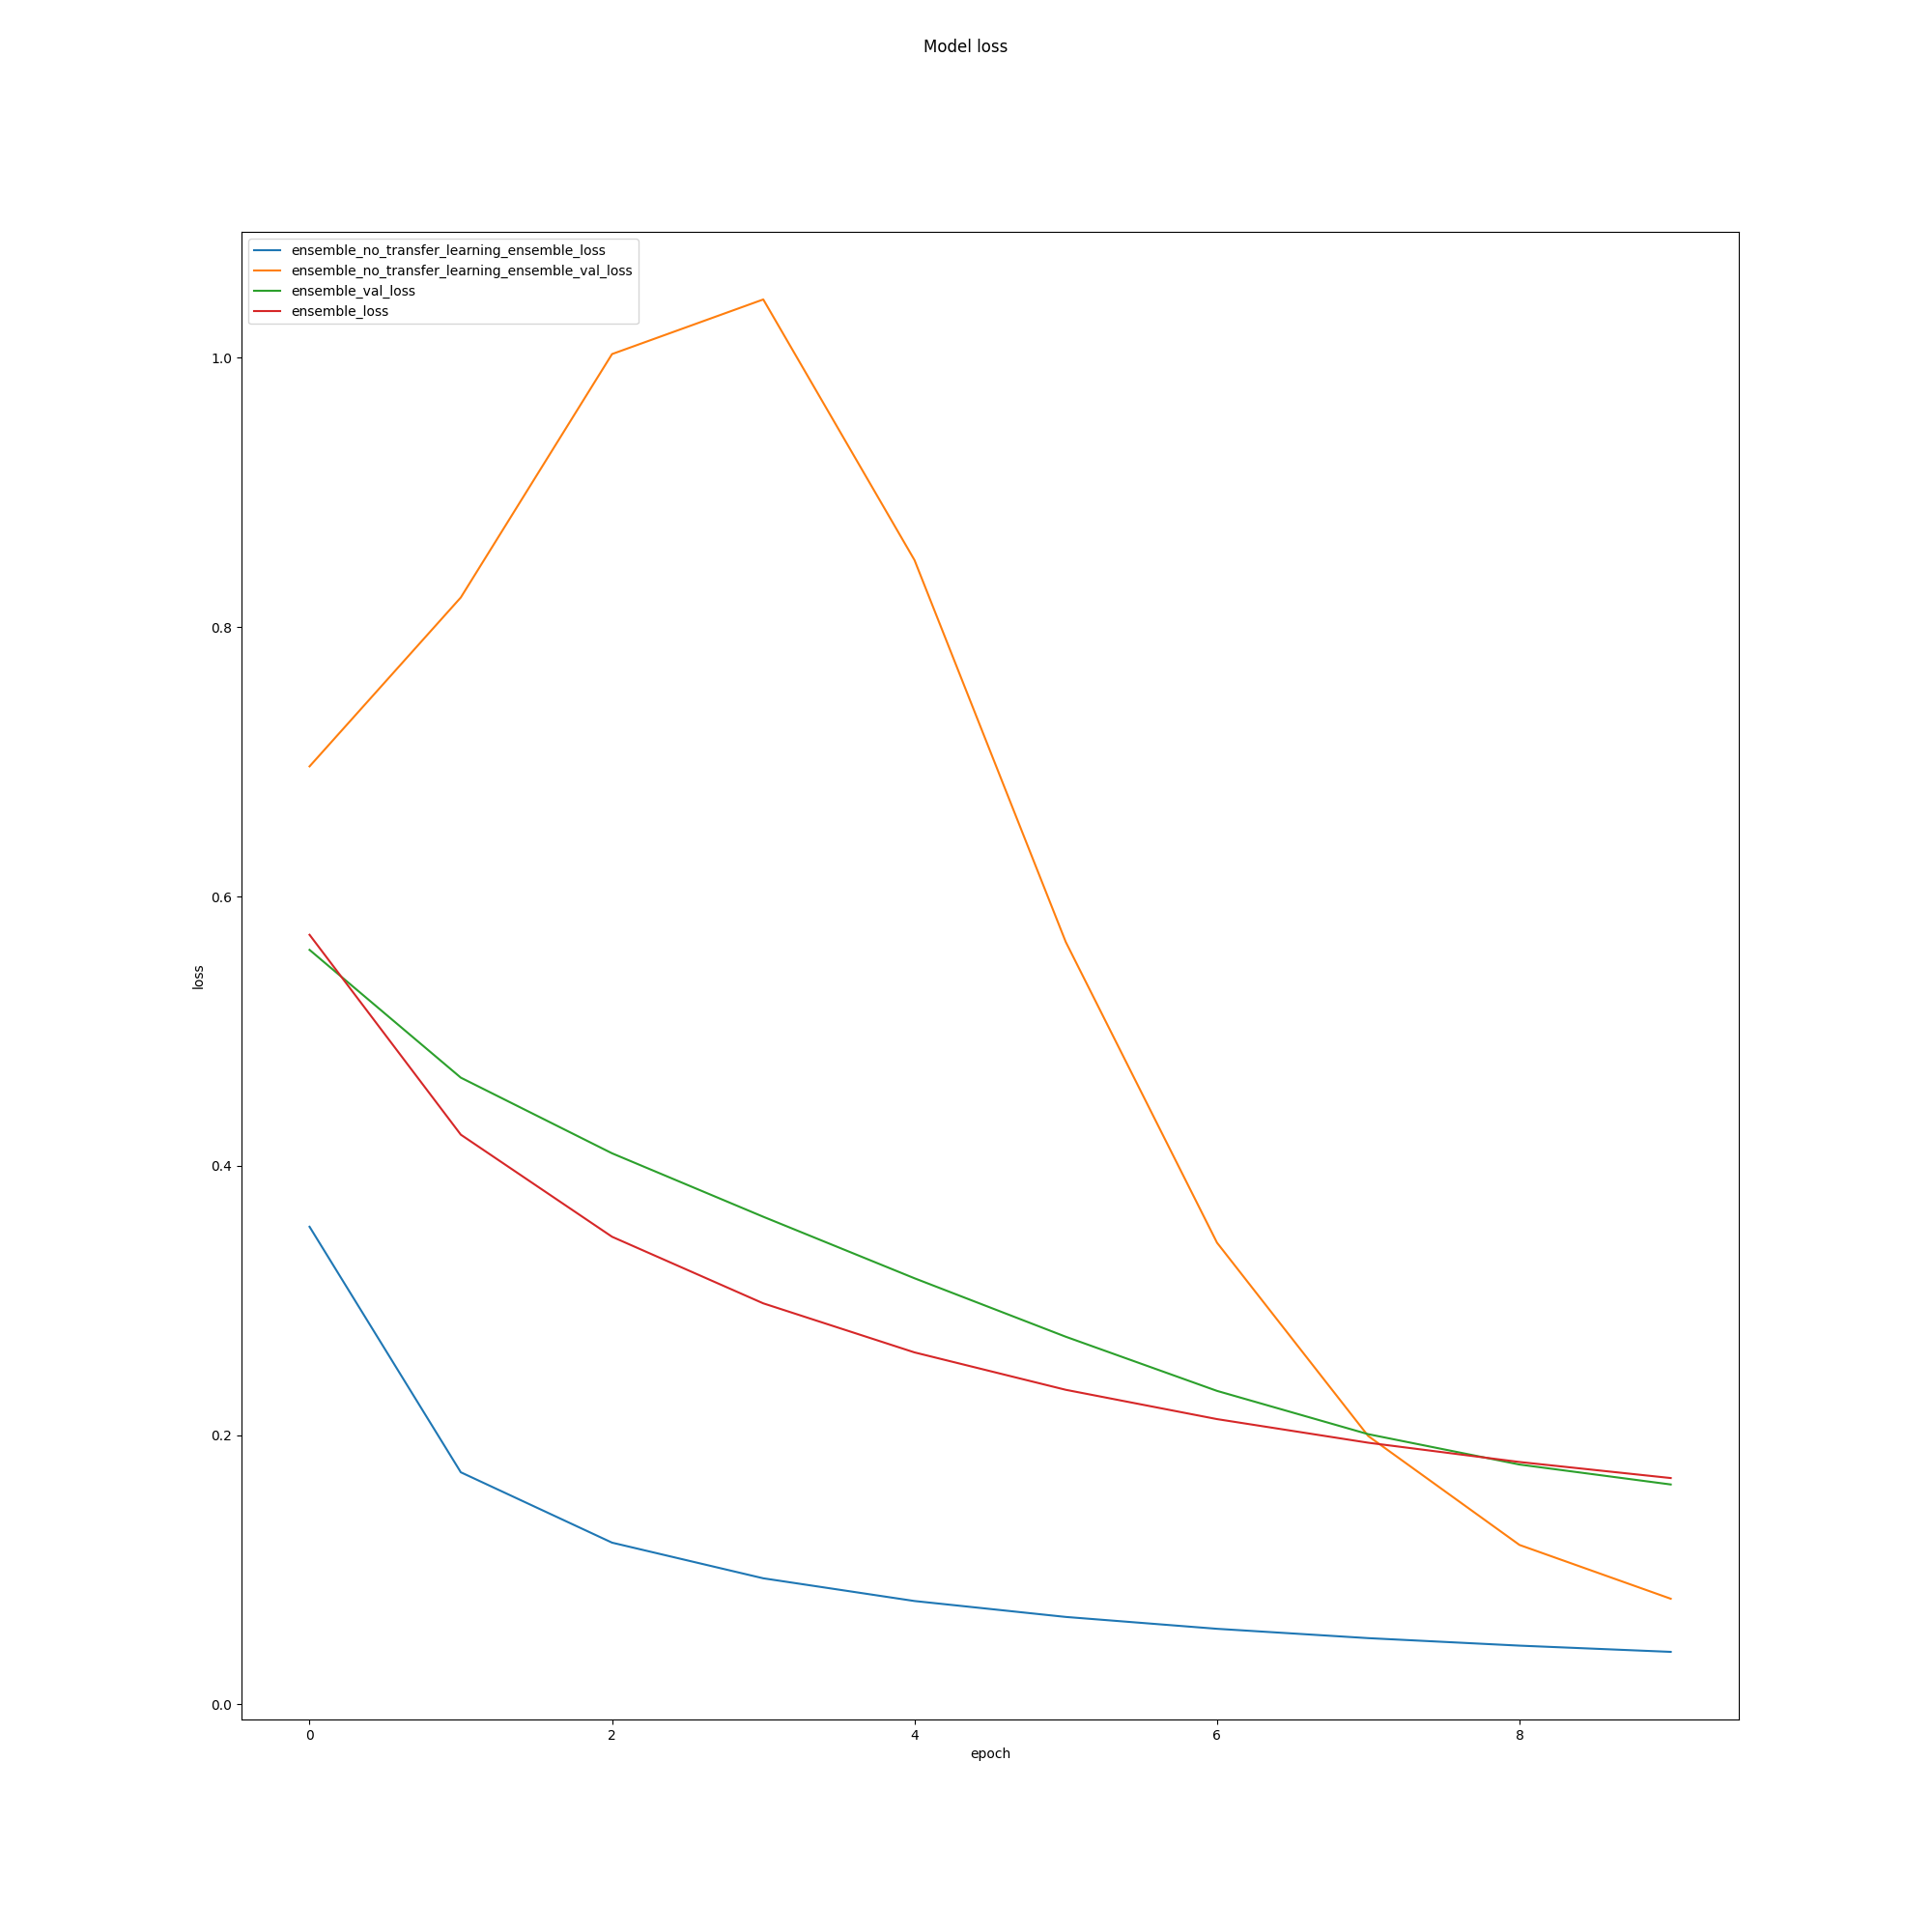 Model loss
ensemble_no_transfer_learning_ensemble_loss
ensemble_no_transfer_learning_ensemble_val_loss
ensemble_val_loss
ensemble_loss
1.0
0.8
0.6
0.4
0.2
0.0
loss
0 2 4 6 8
epoch